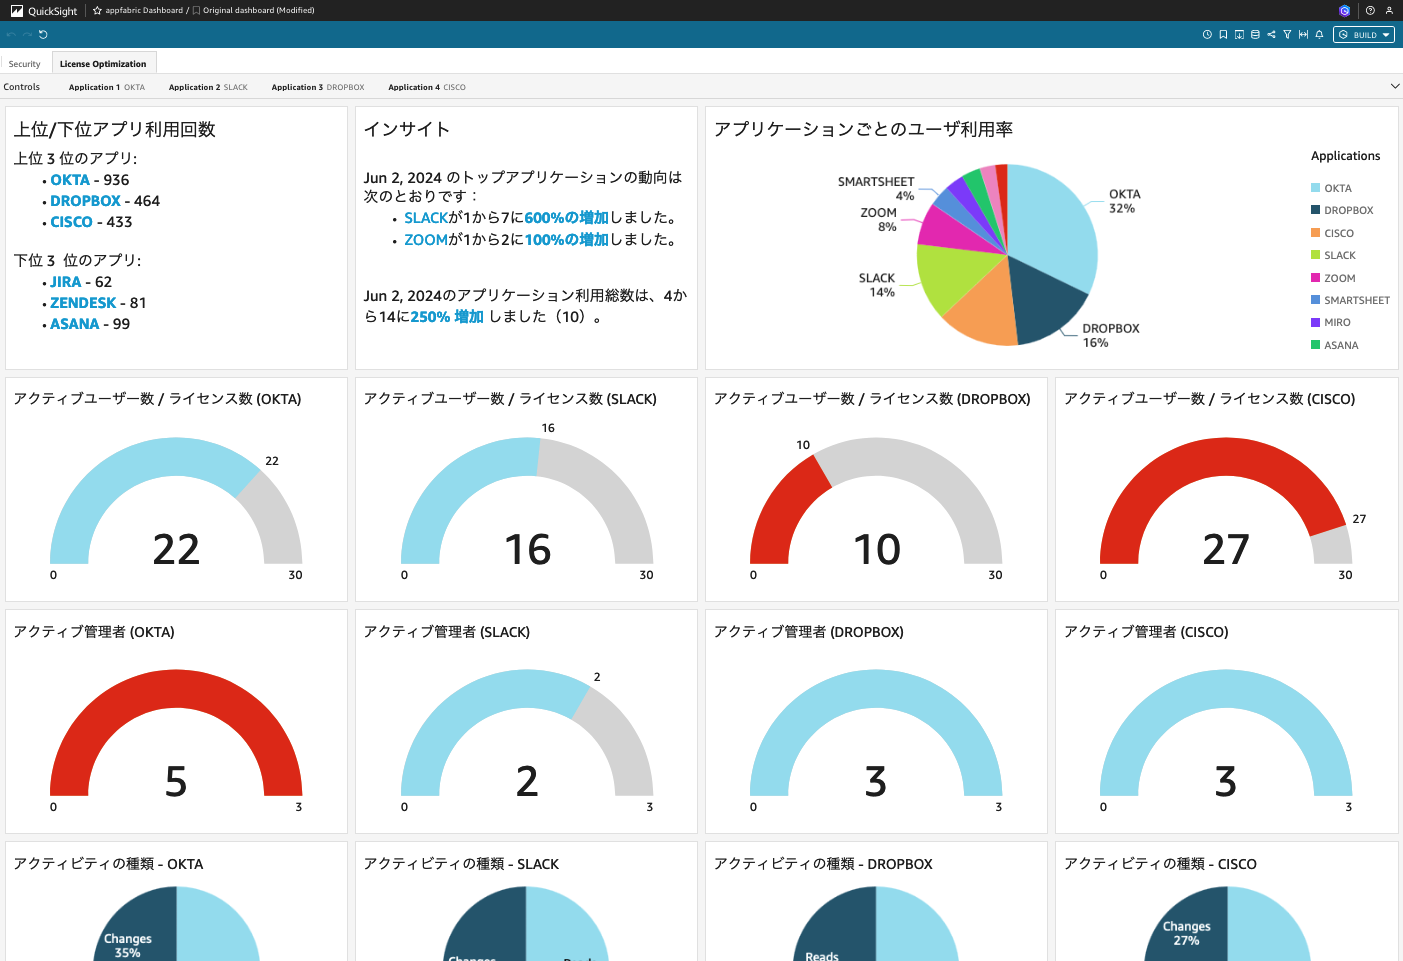 QuickSight
appfabric Dashboard / Original dashboard (Modified)
BUILD
Security
License Optimization
Controls
Application 1 OKTA
Application 2 SLACK
Application 3 DROPBOX
Application 4 CISCO
上位/下位アプリ利用回数
上位 3 位のアプリ:
• OKTA - 936
• DROPBOX - 464
• CISCO - 433
下位 3 位のアプリ:
• JIRA - 62
• ZENDESK - 81
• ASANA - 99
インサイト
Jun 2, 2024 のトップアプリケーションの動向は
次のとおりです：
• SLACKが1から7に600%の増加しました。
• ZOOMが1から2に100%の増加しました。
Jun 2, 2024のアプリケーション利用総数は、4か
ら14に250% 増加 しました（10）。
アプリケーションごとのユーザ利用率
SMARTSHEET
4%
ZOOM
8%
SLACK
14%
OKTA
32%
DROPBOX
16%
Applications
OKTA
DROPBOX
CISCO
SLACK
ZOOM
SMARTSHEET
MIRO
ASANA
アクティブユーザー数 / ライセンス数 (OKTA)
22
22
0
30
アクティブユーザー数 / ライセンス数 (SLACK)
16
16
0
30
アクティブユーザー数 / ライセンス数 (DROPBOX)
10
10
0
30
アクティブユーザー数 / ライセンス数 (CISCO)
27
27
0
30
アクティブ管理者 (OKTA)
5
0
3
アクティブ管理者 (SLACK)
2
2
0
3
アクティブ管理者 (DROPBOX)
3
0
3
アクティブ管理者 (CISCO)
3
0
3
アクティビティの種類 - OKTA
Changes
35%
アクティビティの種類 - SLACK
Changes
アクティビティの種類 - DROPBOX
Reads
アクティビティの種類 - CISCO
Changes
27%